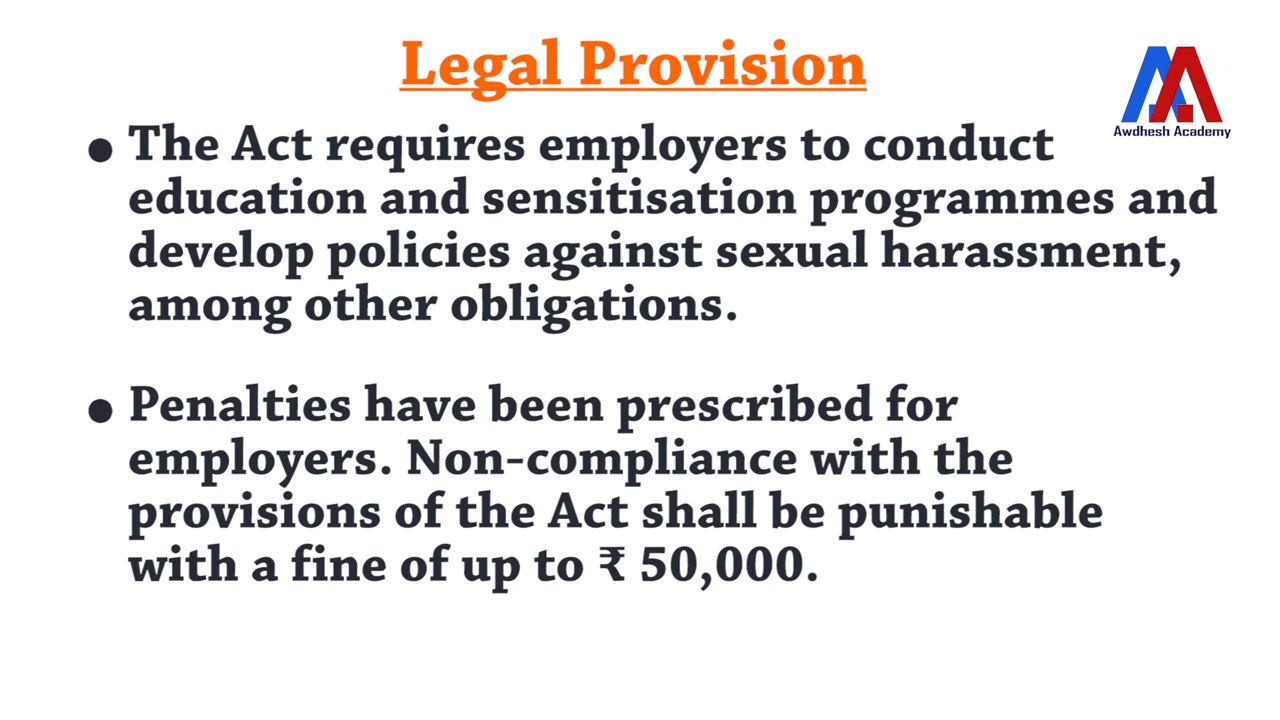 Legal Provision
Awdhesh Academy
• The Act requires employers to conduct
education and sensitisation programmes and
develop policies against sexual harassment,
among other obligations.
• Penalties have been prescribed for
employers. Non-compliance with the
provisions of the Act shall be punishable
with a fine of up to ₹ 50,000.